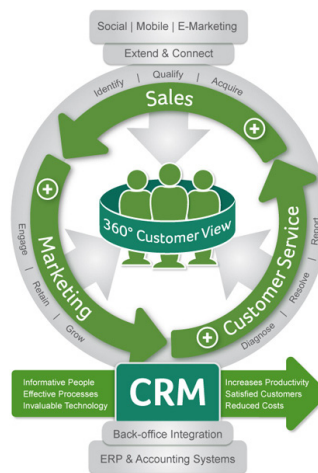 Social | Mobile | E-Marketing
Extend & Connect
Identify | Qualify | Acquire
Sales
360° Customer View
Marketing
Engage | Retain | Grow
Customer Service
Diagnose | Resolve | Report
Informative People
Effective Processes
Invaluable Technology
CRM
Increases Productivity
Satisfied Customers
Reduced Costs
Back-office Integration
ERP & Accounting Systems